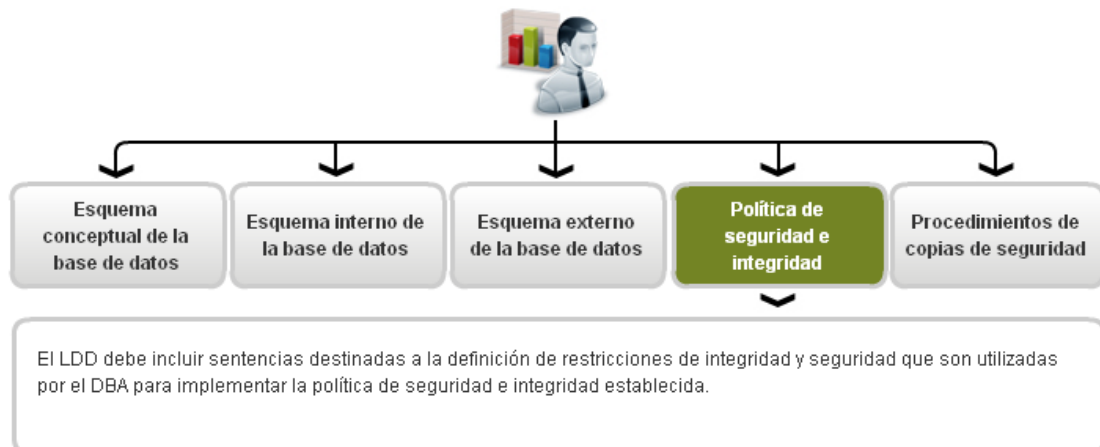 Esquema
conceptual de la
base de datos
Esquema interno de
la base de datos
Esquema externo
de la base de datos
Política de
seguridad e
integridad
Procedimientos de
copias de seguridad
El LDD debe incluir sentencias destinadas a la definición de restricciones de integridad y seguridad que son utilizadas
por el DBA para implementar la política de seguridad e integridad establecida.